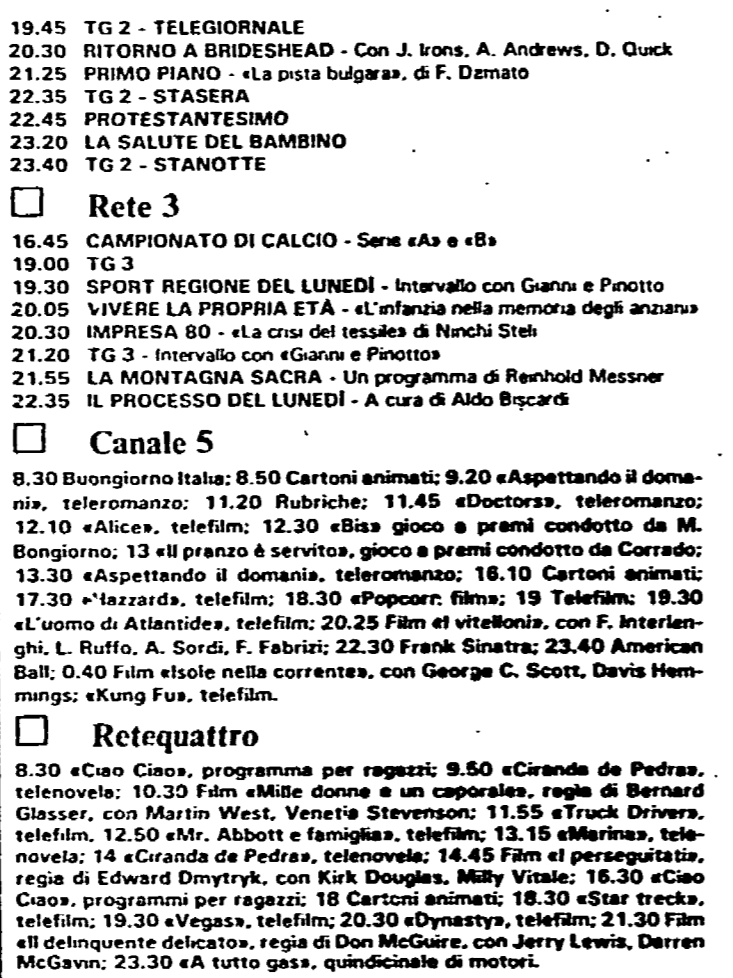 19.45 TG 2 - TELEGIORNALE
20.30 RITORNO A BRIDESHEAD - Con J. Irons, A. Andrews, D. Quick
21.25 PRIMO PIANO - «La pista bulgara», di F. Damato
22.35 TG 2 - STASERA
22.45 PROTESTANTESIMO
23.20 LA SALUTE DEL BAMBINO
23.40 TG 2 - STANOTTE
□ Rete 3
16.45 CAMPIONATO DI CALCIO - Serie «A» e «B»
19.00 TG 3
19.30 SPORT REGIONE DEL LUNEDÌ - Intervallo con Gianni e Pinotto
20.05 VIVERE LA PROPRIA ETÀ - «L'infanzia nella memoria degli anziani»
20.30 IMPRESA 80 - «La crisi del tessile» di Ninchi Steli
21.20 TG 3 - Intervallo con «Gianni e Pinotto»
21.55 LA MONTAGNA SACRA - Un programma di Reinhold Messner
22.35 IL PROCESSO DEL LUNEDÌ - A cura di Aldo Biscardi
□ Canale 5
8.30 Buongiorno Italia; 8.50 Cartoni animati; 9.20 «Aspettando il doma-
ni», teleromanzo; 11.20 Rubriche; 11.45 «Doctors», teleromanzo;
12.10 «Alice», telefilm; 12.30 «Bis» gioco a premi condotto da M.
Bongiorno; 13 «Il pranzo è servito», gioco a premi condotto da Corrado;
13.30 «Aspettando il domani», teleromanzo; 16.10 Cartoni animati;
17.30 «Hazzard», telefilm; 18.30 «Popcorn film»; 19 Telefilm; 19.30
«L'uomo di Atlantide», telefilm; 20.25 Film «I vitelloni», con F. Interlen-
ghi, L. Ruffo, A. Sordi, F. Fabrizi; 22.30 Frank Sinatra; 23.40 American
Ball; 0.40 Film «Isole nella corrente», con George C. Scott, Davis Hem-
mings; «Kung Fu», telefilm.
□ Retequattro
8.30 «Ciao Ciao», programma per ragazzi; 9.50 «Ciranda de Pedra»,
telenovela; 10.30 Film «Mille donne e un caporale», regia di Bernard
Glasser, con Martin West, Venetia Stevenson; 11.55 «Truck Driver»,
telefilm, 12.50 «Mr. Abbott e famiglia», telefilm; 13.15 «Marina», tele-
novela; 14 «Ciranda de Pedra», telenovela; 14.45 Film «I perseguitati»,
regia di Edward Dmytryk, con Kirk Douglas, Milly Vitale; 16.30 «Ciao
Ciao», programmi per ragazzi; 18 Cartoni animati; 18.30 «Star treck»,
telefilm; 19.30 «Vegas», telefilm; 20.30 «Dynasty», telefilm; 21.30 Film
«Il delinquente delicato», regia di Don McGuire, con Jerry Lewis, Darren
McGavin; 23.30 «A tutto gas», quindicinale di motori.